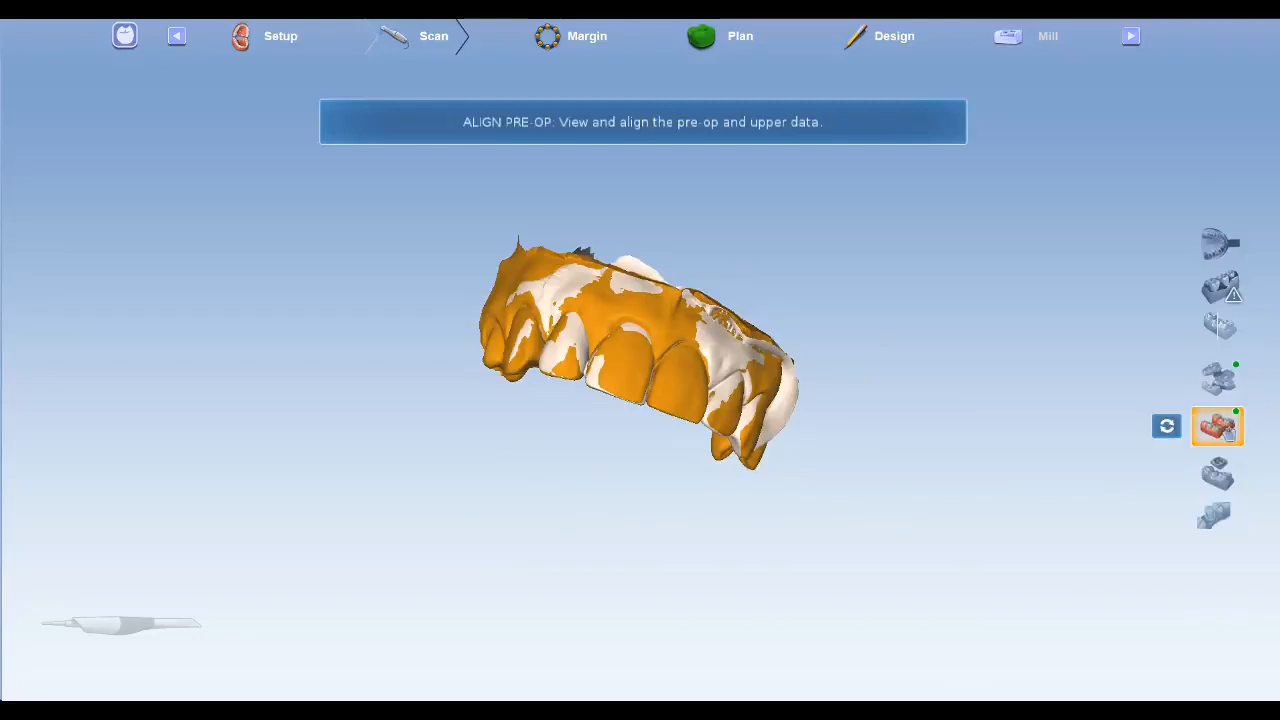 Setup
Scan
Margin
Plan
Design
Mill
ALIGN PRE-OP: View and align the pre-op and upper data.